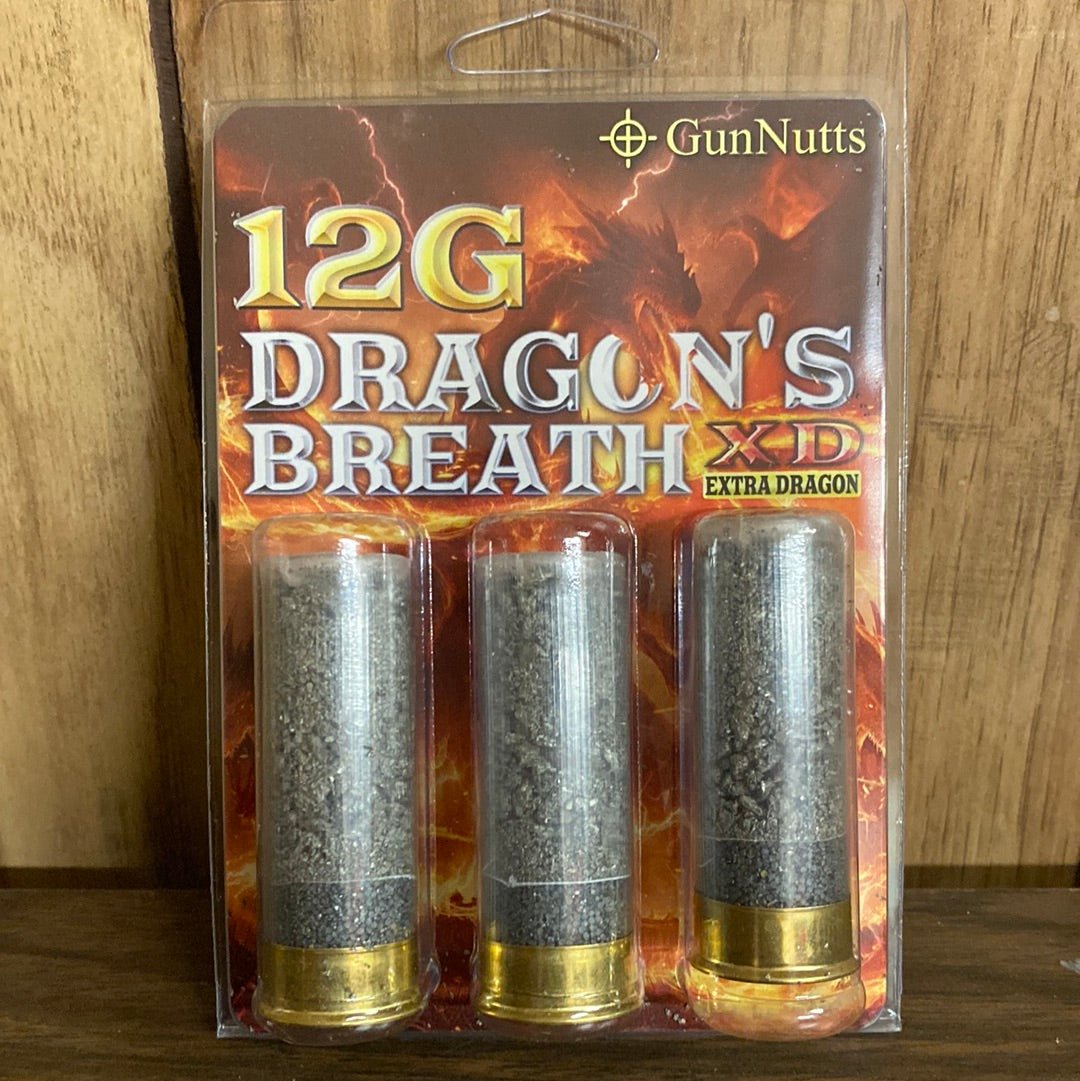 GunNutts
12G
DRAGON'S
BREATH XD
EXTRA DRAGON